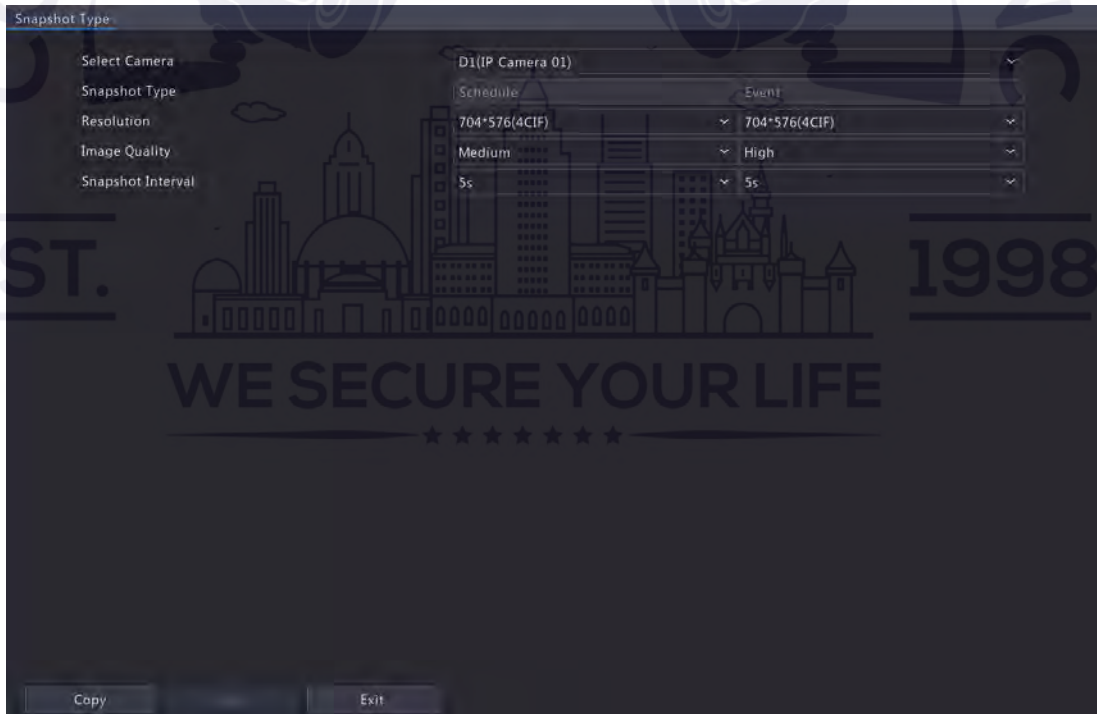 Snapshot Type
Select Camera D1(IP Camera 01)
Snapshot Type Schedule Event
Resolution 704*576(4CIF) 704*576(4CIF)
Image Quality Medium High
Snapshot Interval 5s 5s
ST. 1998
WE SECURE YOUR LIFE
Copy Exit